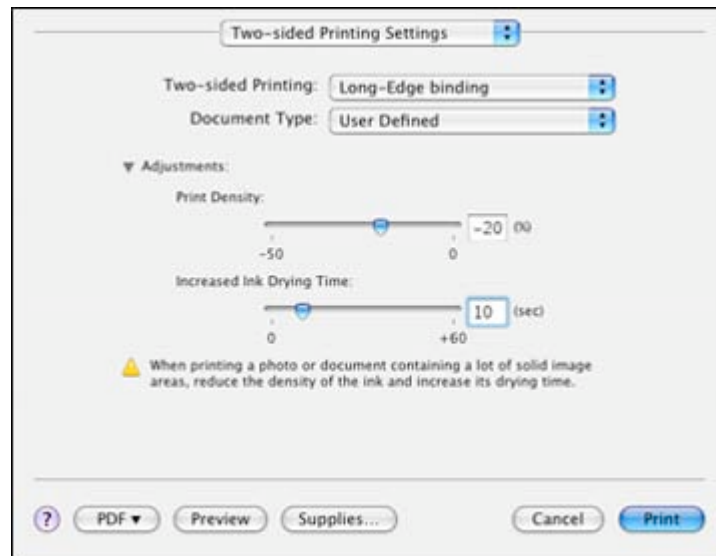 Two-sided Printing Settings
Two-sided Printing: Long-Edge binding
Document Type: User Defined
▼ Adjustments:
Print Density:
-20 (%)
-50 0
Increased Ink Drying Time:
10 (sec)
0 +60
When printing a photo or document containing a lot of solid image
areas, reduce the density of the ink and increase its drying time.
? PDF ▼ Preview Supplies... Cancel Print